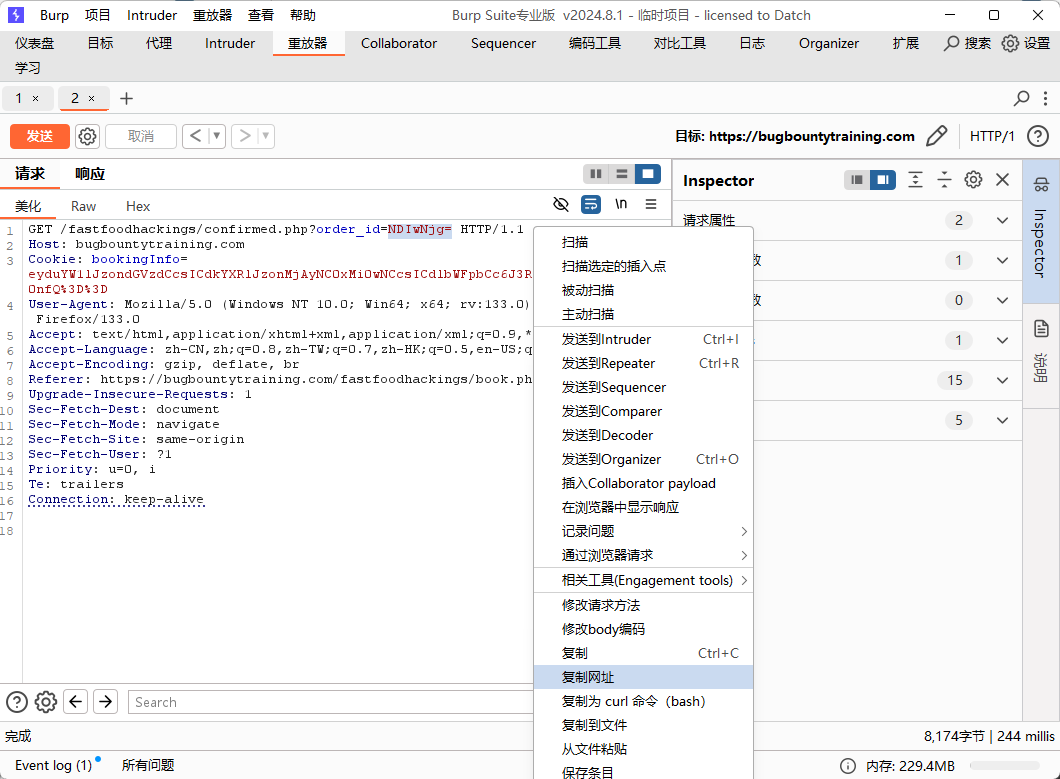 Burp 项目 Intruder 重放器 查看 帮助 Burp Suite专业版 v2024.8.1 - 临时项目 - licensed to Datch
仪表盘 目标 代理 Intruder 重放器 Collaborator Sequencer 编码工具 对比工具 日志 Organizer 扩展 搜索 设置
学习
1 × 2 × +
发送 取消 < > 目标: https://bugbountytraining.com HTTP/1
请求 响应 Inspector
美化 Raw Hex \n
请求属性 2
数 1
数 0
1
15
5
Inspector
说明
1 GET /fastfoodhackings/confirmed.php?order_id=NDIwNjg= HTTP/1.1
2 Host: bugbountytraining.com
3 Cookie: bookingInfo=
eyduYW1lJzondGVzdCcsICdkYXRlJzonMjAyNC0xMi0wNCcsICdlbWFpbCc6J3R
0nfQ%3D%3D
4 User-Agent: Mozilla/5.0 (Windows NT 10.0; Win64; x64; rv:133.0)
Firefox/133.0
5 Accept: text/html,application/xhtml+xml,application/xml;q=0.9,*
6 Accept-Language: zh-CN,zh;q=0.8,zh-TW;q=0.7,zh-HK;q=0.5,en-US;q
7 Accept-Encoding: gzip, deflate, br
8 Referer: https://bugbountytraining.com/fastfoodhackings/book.ph
9 Upgrade-Insecure-Requests: 1
10 Sec-Fetch-Dest: document
11 Sec-Fetch-Mode: navigate
12 Sec-Fetch-Site: same-origin
13 Sec-Fetch-User: ?1
14 Priority: u=0, i
15 Te: trailers
16 Connection: keep-alive
17
18
扫描
扫描选定的插入点
被动扫描
主动扫描
发送到Intruder Ctrl+I
发送到Repeater Ctrl+R
发送到Sequencer
发送到Comparer
发送到Decoder
发送到Organizer Ctrl+O
插入Collaborator payload
在浏览器中显示响应
记录问题
通过浏览器请求
相关工具(Engagement tools)
修改请求方法
修改body编码
复制 Ctrl+C
复制网址
复制为 curl 命令（bash）
复制到文件
从文件粘贴
保存条目
Search
完成 8,174字节 | 244 millis
Event log (1) 所有问题 内存: 229.4MB